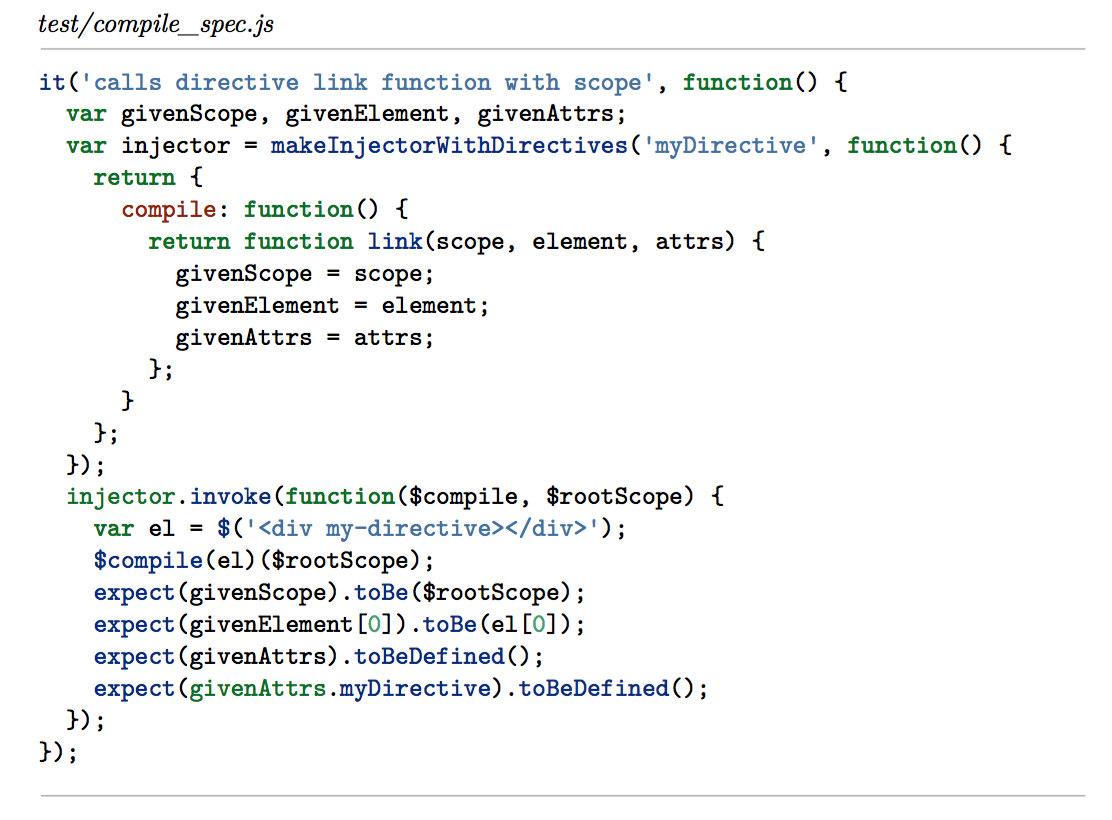 test/compile_spec.js
it('calls directive link function with scope', function() {
  var givenScope, givenElement, givenAttrs;
  var injector = makeInjectorWithDirectives('myDirective', function() {
    return {
      compile: function() {
        return function link(scope, element, attrs) {
          givenScope = scope;
          givenElement = element;
          givenAttrs = attrs;
        };
      }
    };
  });
  injector.invoke(function($compile, $rootScope) {
    var el = $('<div my-directive></div>');
    $compile(el)($rootScope);
    expect(givenScope).toBe($rootScope);
    expect(givenElement[0]).toBe(el[0]);
    expect(givenAttrs).toBeDefined();
    expect(givenAttrs.myDirective).toBeDefined();
  });
});